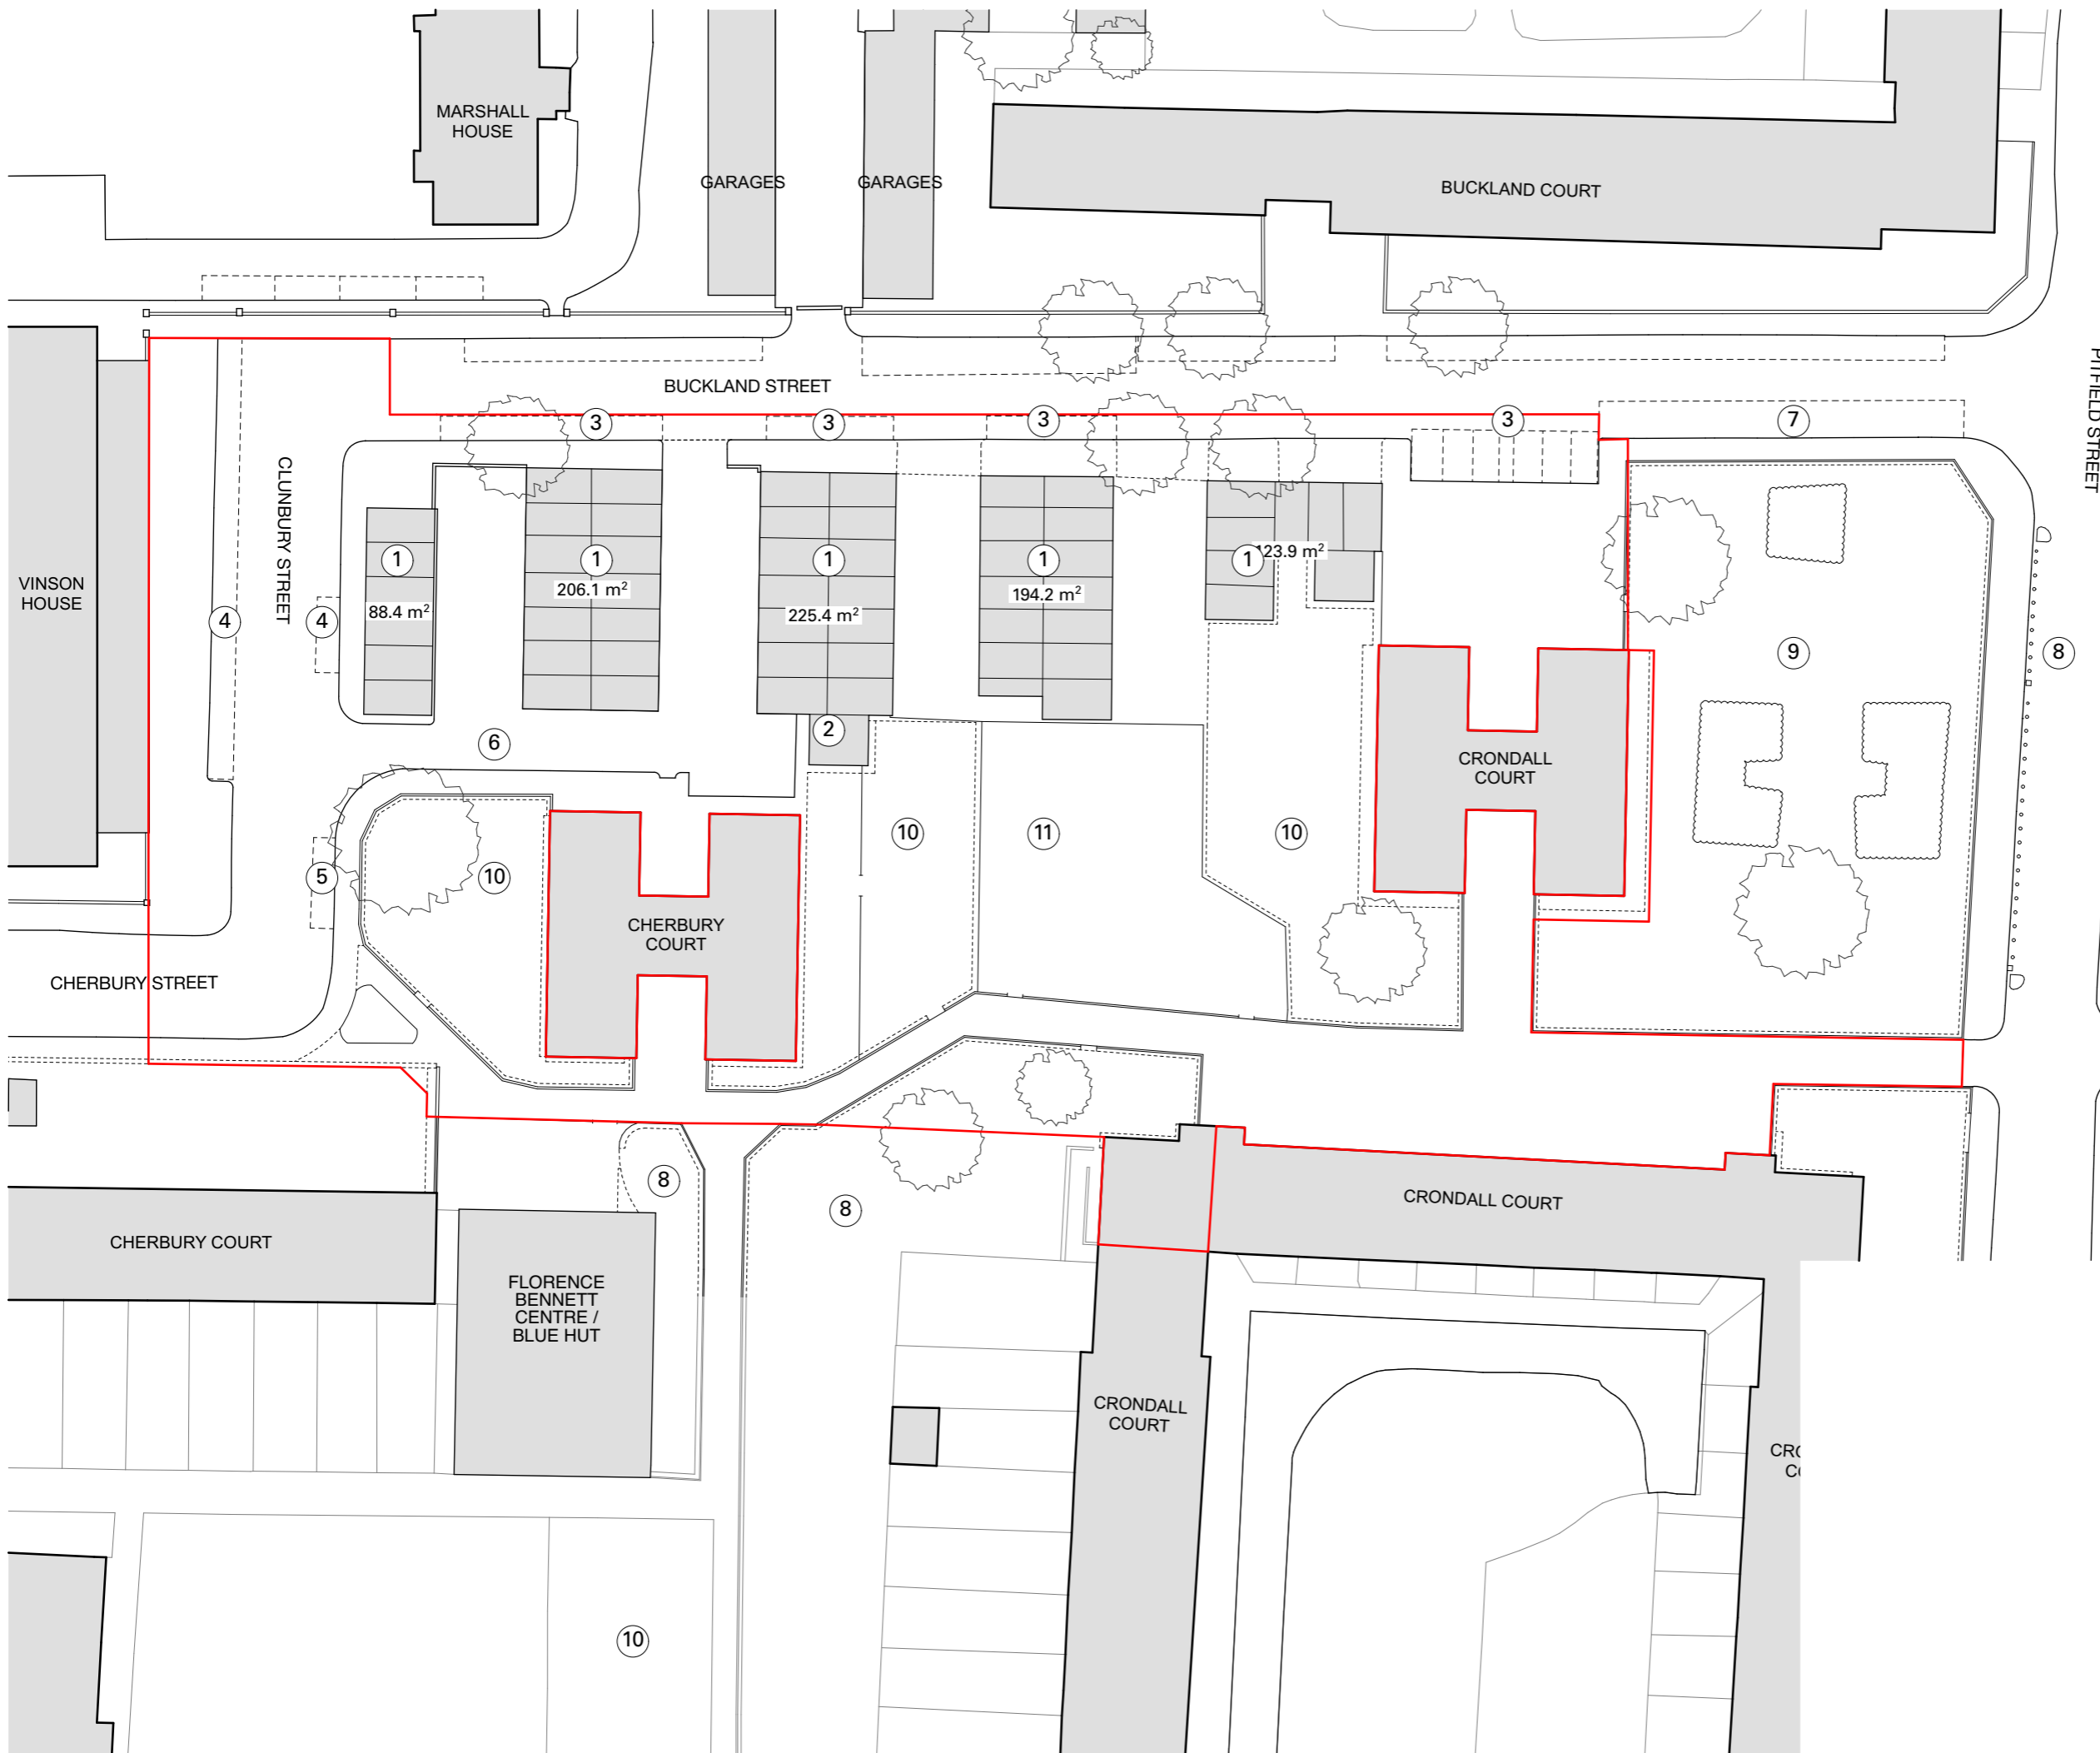 MARSHALL
HOUSE
GARAGES
GARAGES
BUCKLAND COURT
BUCKLAND STREET
PITFIELD STREET
3
3
3
3
7
CLUNBURY STREET
VINSON
HOUSE
4
4
1
88.4 m²
1
206.1 m²
1
225.4 m²
1
194.2 m²
1
123.9 m²
2
6
9
8
CRONDALL
COURT
10
11
10
5
10
CHERBURY
COURT
CHERBURY STREET
8
8
CRONDALL COURT
CHERBURY COURT
FLORENCE
BENNETT
CENTRE /
BLUE HUT
CRONDALL
COURT
10